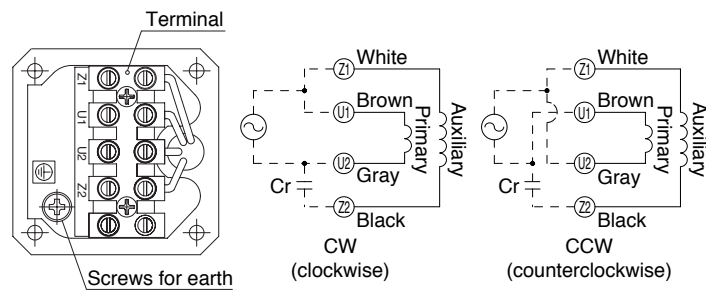 Terminal
Z1
U1
U2
Z2
Screws for earth
Z1 White
U1 Brown
Primary
Auxiliary
U2 Gray
Cr
Z2 Black
CW
(clockwise)
Z1 White
U1 Brown
Primary
Auxiliary
U2 Gray
Cr
Z2 Black
CCW
(counterclockwise)